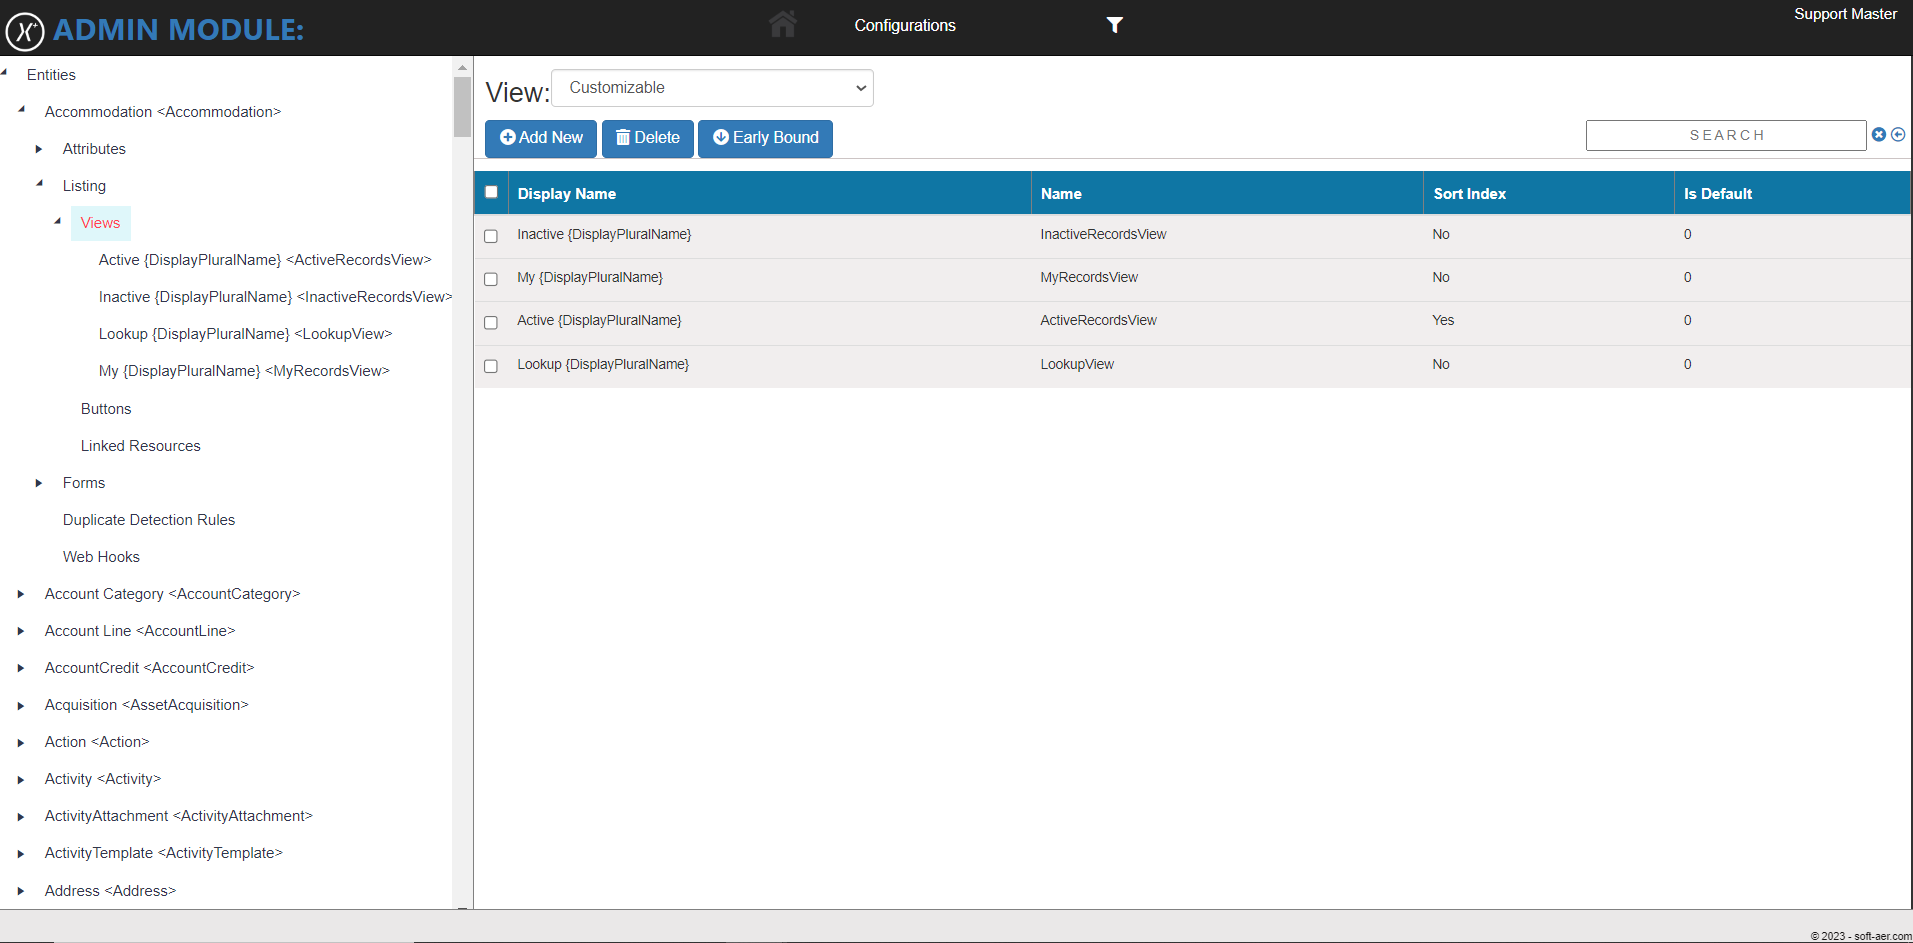 X+ ADMIN MODULE:
Configurations
Support Master
Entities
Accommodation <Accommodation>
Attributes
Listing
Views
Active {DisplayPluralName} <ActiveRecordsView>
Inactive {DisplayPluralName} <InactiveRecordsView>
Lookup {DisplayPluralName} <LookupView>
My {DisplayPluralName} <MyRecordsView>
Buttons
Linked Resources
Forms
Duplicate Detection Rules
Web Hooks
Account Category <AccountCategory>
Account Line <AccountLine>
AccountCredit <AccountCredit>
Acquisition <AssetAcquisition>
Action <Action>
Activity <Activity>
ActivityAttachment <ActivityAttachment>
ActivityTemplate <ActivityTemplate>
Address <Address>
View: Customizable
Add New Delete Early Bound
SEARCH
Display Name Name Sort Index Is Default
Inactive {DisplayPluralName} InactiveRecordsView No 0
My {DisplayPluralName} MyRecordsView No 0
Active {DisplayPluralName} ActiveRecordsView Yes 0
Lookup {DisplayPluralName} LookupView No 0
© 2023 - soft-aer.com